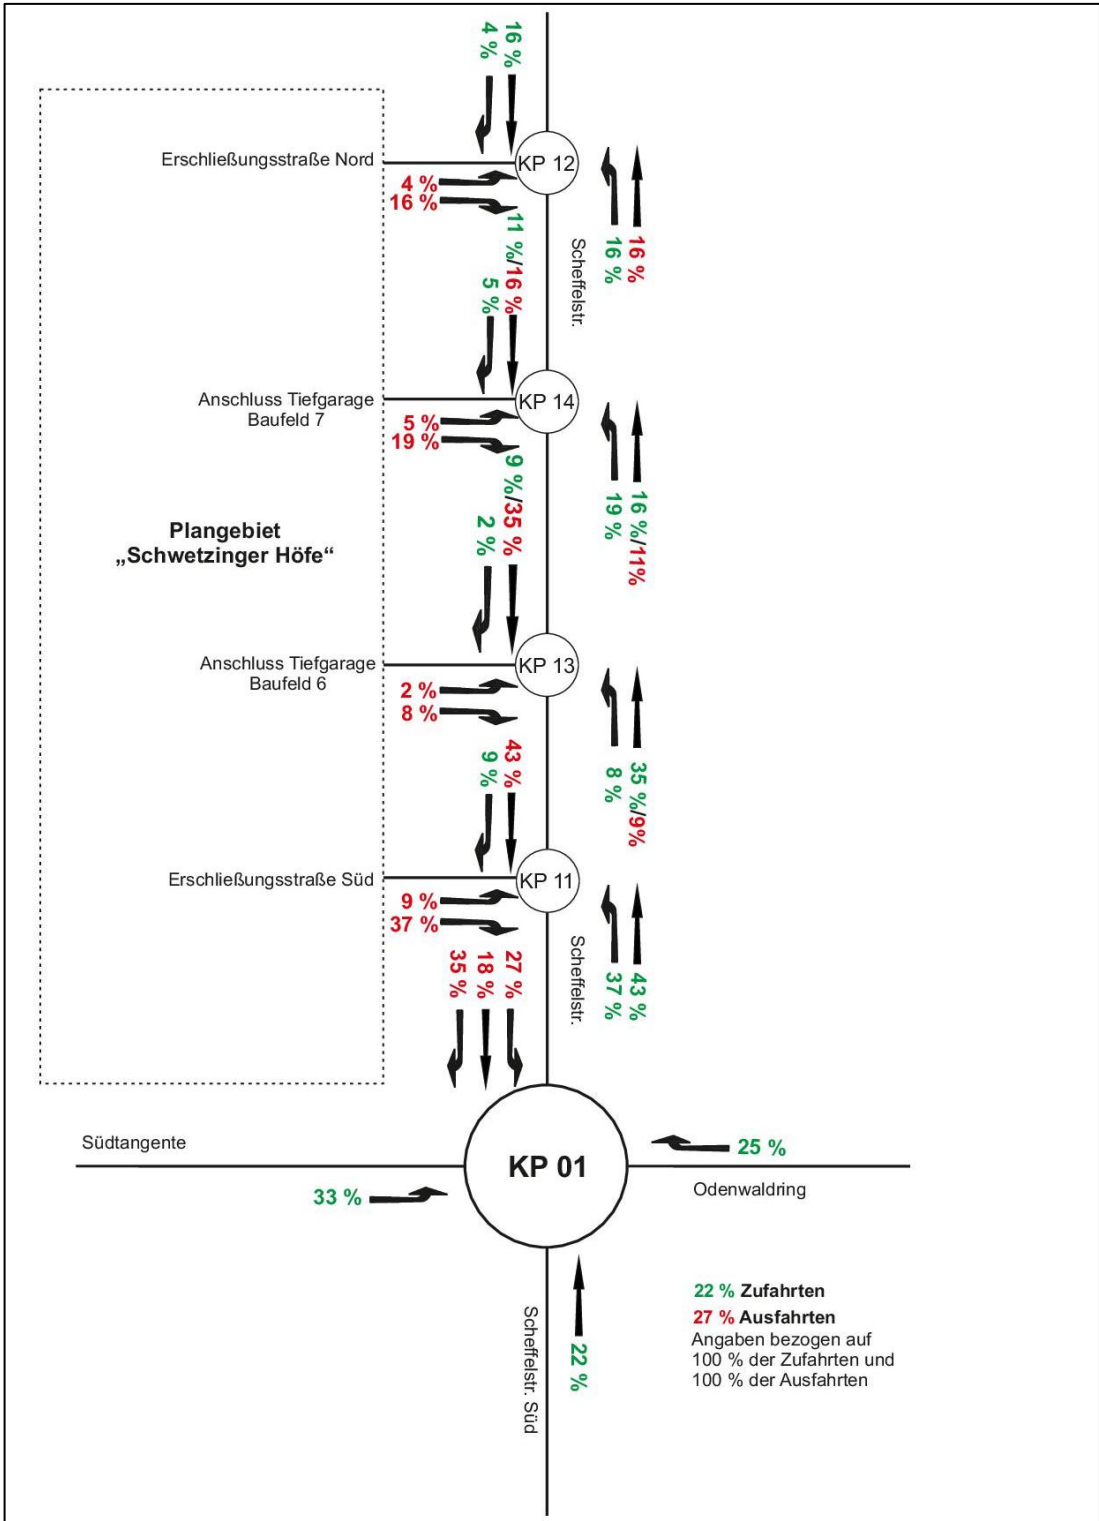 4 %
16 %
Erschließungsstraße Nord
KP 12
4 %
16 %
Scheffelstr.
16 %
16 %
11 %/16 %
5 %
Anschluss Tiefgarage
Baufeld 7
KP 14
5 %
19 %
19 %
16 %/11%
9 %/35 %
2 %
Plangebiet
„Schwetzinger Höfe“
Anschluss Tiefgarage
Baufeld 6
KP 13
2 %
8 %
8 %
35 %/9%
9 %
43 %
Erschließungsstraße Süd
KP 11
9 %
37 %
Scheffelstr.
37 %
43 %
35 %
18 %
27 %
Südtangente
KP 01
25 %
Odenwaldring
33 %
Scheffelstr. Süd
22 %
22 % Zufahrten
27 % Ausfahrten
Angaben bezogen auf
100 % der Zufahrten und
100 % der Ausfahrten